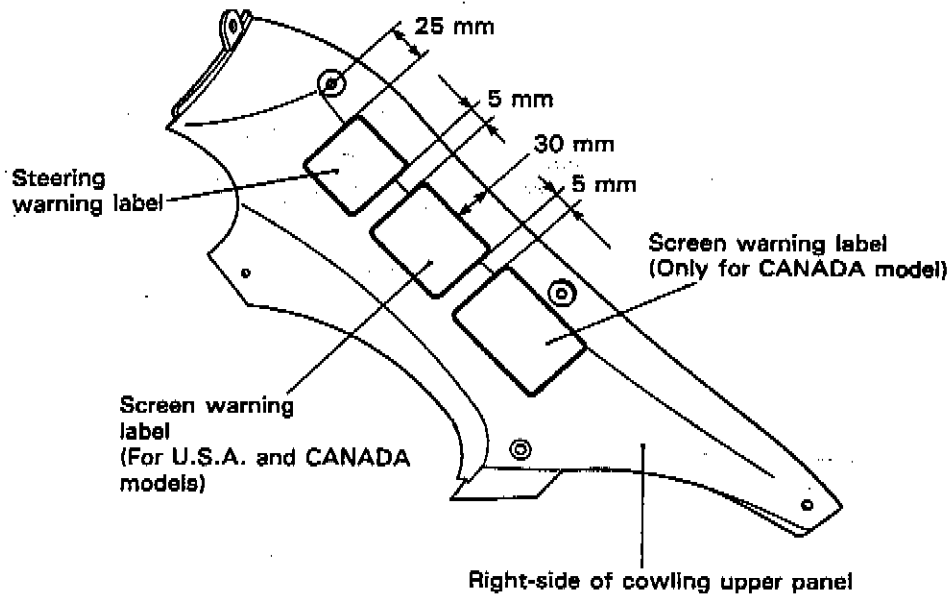 25 mm
5 mm
30 mm
5 mm
Steering
warning label
Screen warning label
(Only for CANADA model)
Screen warning
label
(For U.S.A. and CANADA
models)
Right-side of cowling upper panel